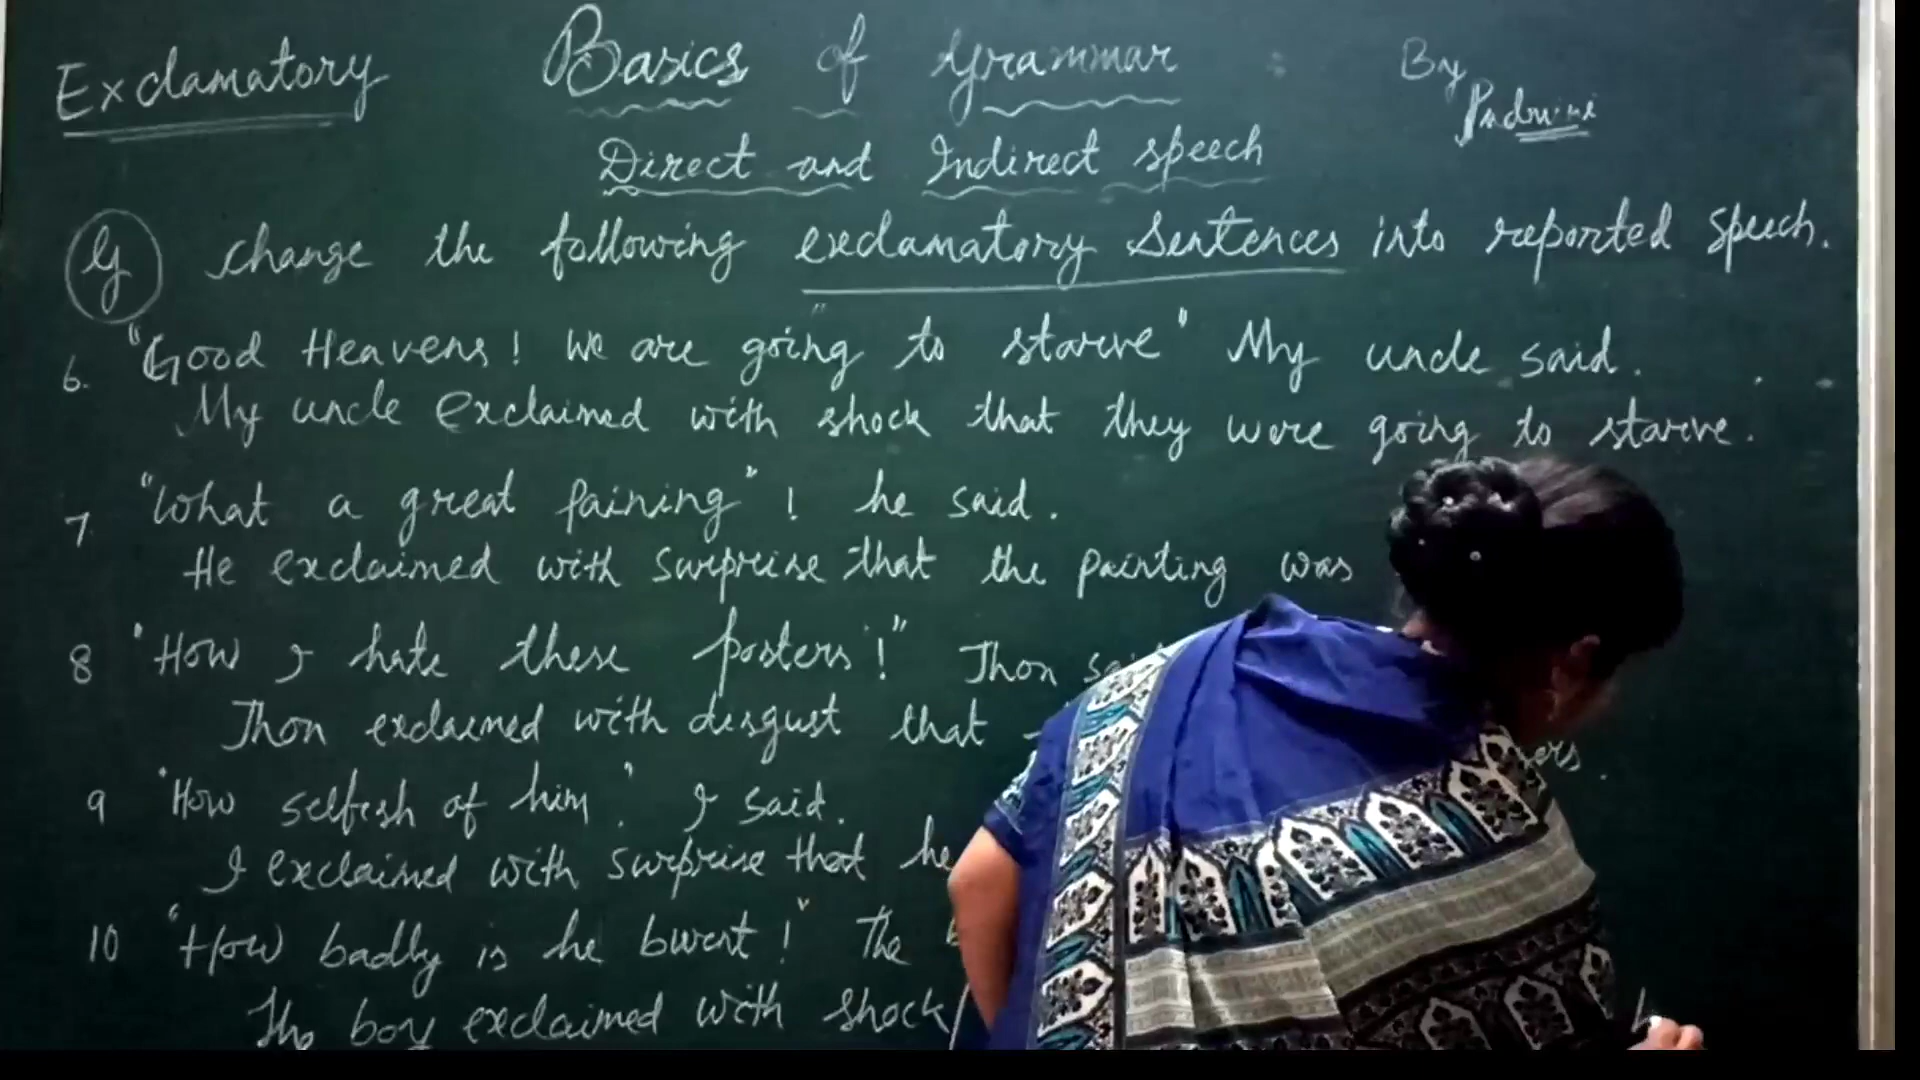 Exclamatory
Basics of Grammar
By
Direct and Indirect speech
G change the following exclamatory Sentences into reported speech.
6. "Good Heavens! We are going to starve" My uncle said.
My uncle exclaimed with shock that they were going to starve.
7. "What a great paining"! he said.
He exclaimed with surprise that the painting was
8 "How I hate these posters!" Jhon
Jhon exclaimed with disgust that
9 "How selfish of him." I said.
I exclaimed with surprise that he
10 "How badly is he burnt!" The
The boy exclaimed with shock